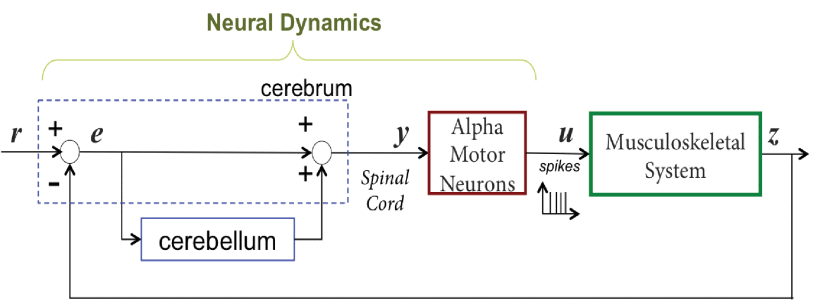 Neural Dynamics
cerebrum
r
+
e
-
+
+
y
Spinal
Cord
Alpha
Motor
Neurons
u
spikes
Musculoskeletal
System
z
cerebellum